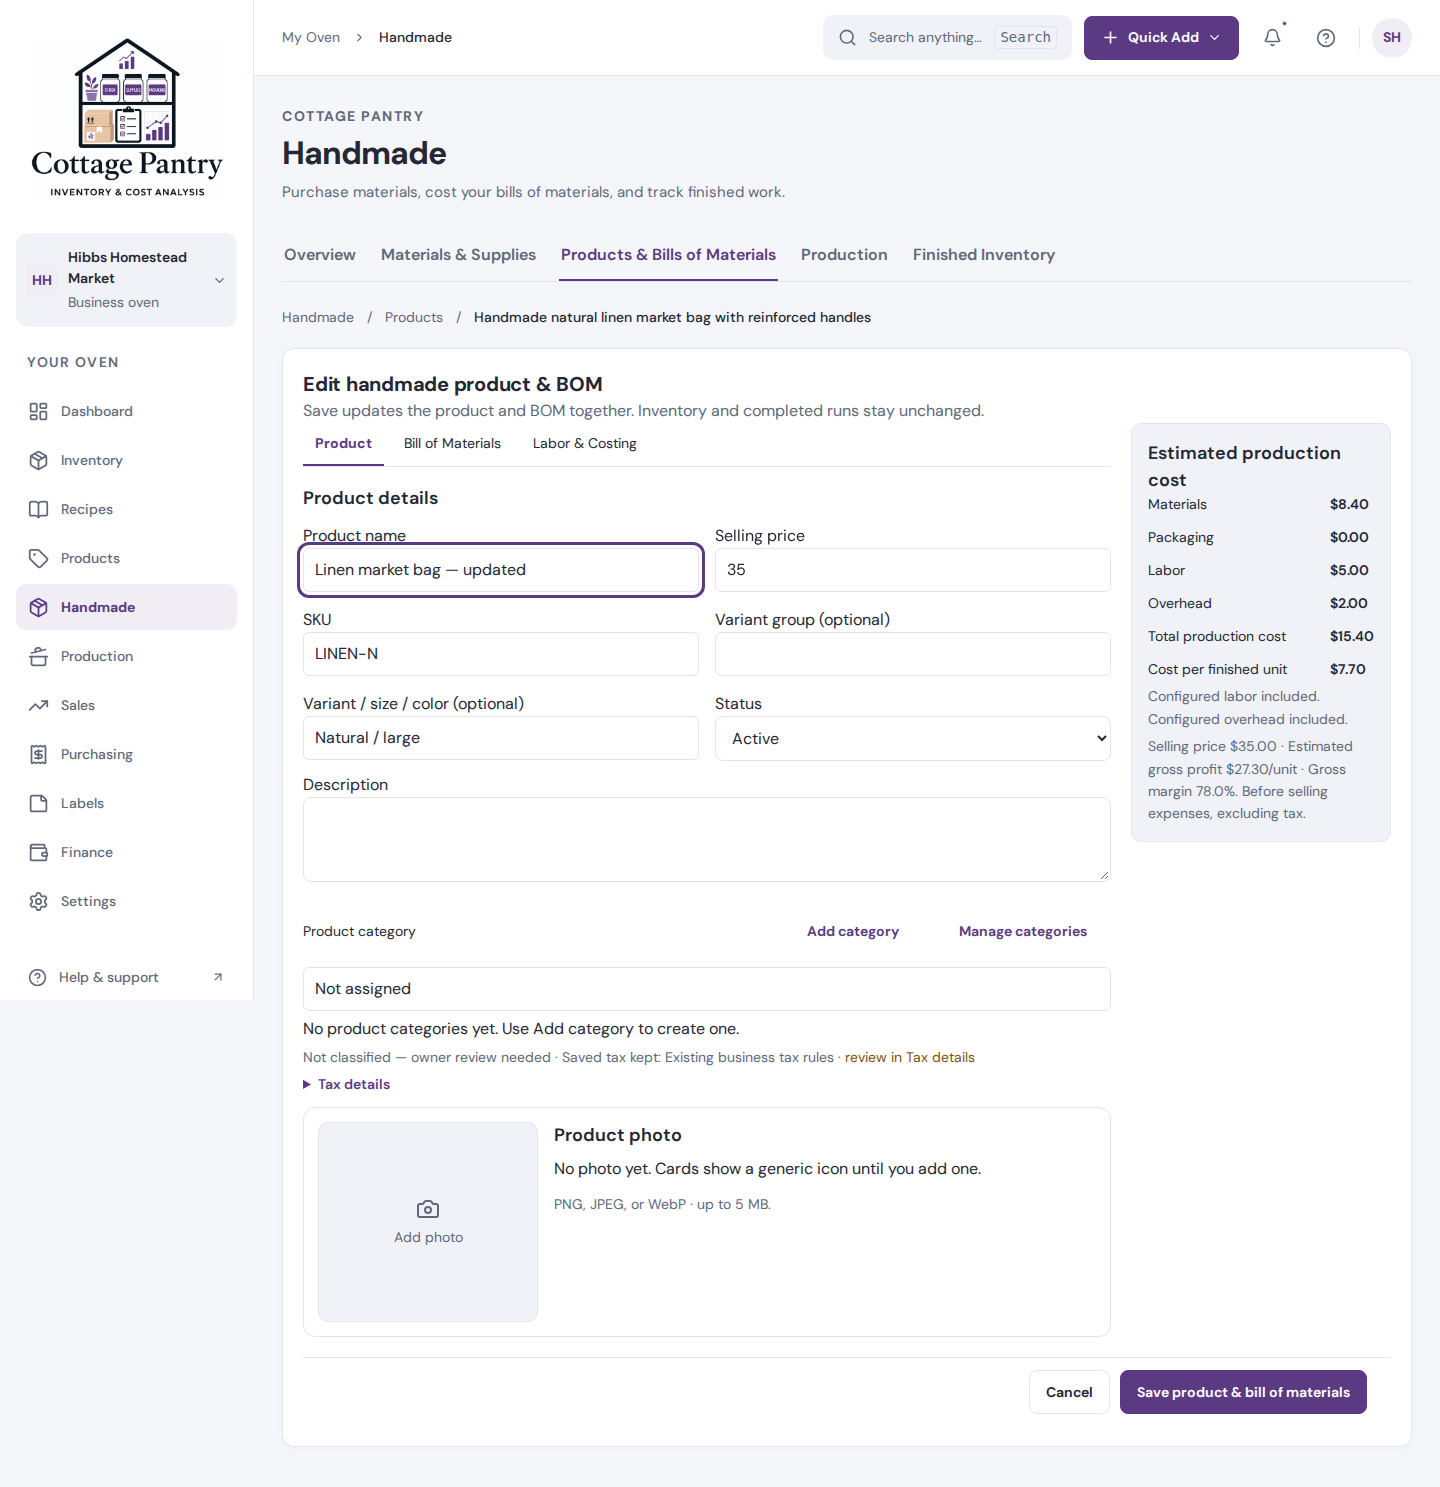 Cottage Pantry
INVENTORY & COST ANALYSIS
HH
Hibbs Homestead
Market
Business oven
YOUR OVEN
Dashboard
Inventory
Recipes
Products
Handmade
Production
Sales
Purchasing
Labels
Finance
Settings
Help & support
My Oven
Handmade
Search anything...
Search
Quick Add
SH
COTTAGE PANTRY
Handmade
Purchase materials, cost your bills of materials, and track finished work.
Overview
Materials & Supplies
Products & Bills of Materials
Production
Finished Inventory
Handmade / Products / Handmade natural linen market bag with reinforced handles
Edit handmade product & BOM
Save updates the product and BOM together. Inventory and completed runs stay unchanged.
Product
Bill of Materials
Labor & Costing
Product details
Product name
Linen market bag — updated
Selling price
35
SKU
LINEN-N
Variant group (optional)
Variant / size / color (optional)
Natural / large
Status
Active
Description
Product category
Add category
Manage categories
Not assigned
No product categories yet. Use Add category to create one.
Not classified — owner review needed · Saved tax kept: Existing business tax rules · review in Tax details
Tax details
Add photo
Product photo
No photo yet. Cards show a generic icon until you add one.
PNG, JPEG, or WebP · up to 5 MB.
Estimated production
cost
Materials $8.40
Packaging $0.00
Labor $5.00
Overhead $2.00
Total production cost $15.40
Cost per finished unit $7.70
Configured labor included.
Configured overhead included.
Selling price $35.00 · Estimated
gross profit $27.30/unit · Gross
margin 78.0%. Before selling
expenses, excluding tax.
Cancel
Save product & bill of materials